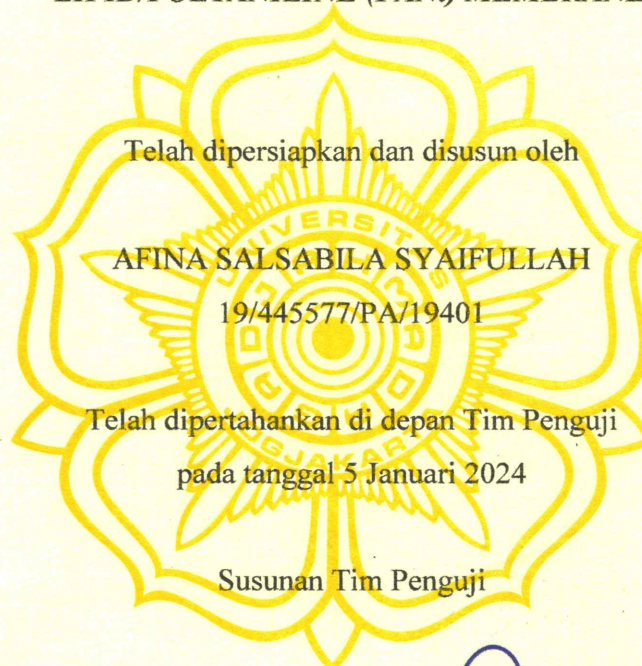 Telah dipersiapkan dan disusun oleh
AFINA SALSABILA SYAIFULLAH
19/445577/PA/19401
Telah dipertahankan di depan Tim Penguji
pada tanggal 5 Januari 2024
Susunan Tim Penguji